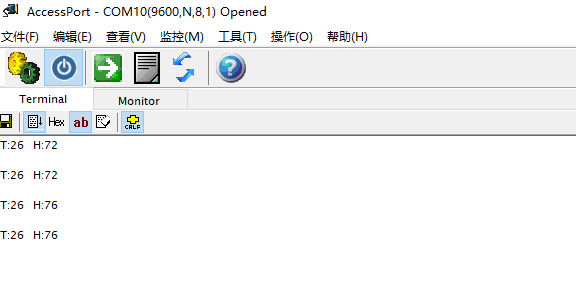 AccessPort - COM10(9600,N,8,1) Opened
文件(F) 编辑(E) 查看(V) 监控(M) 工具(T) 操作(O) 帮助(H)
Terminal Monitor
Hex ab CRLF
T:26 H:72
T:26 H:72
T:26 H:76
T:26 H:76